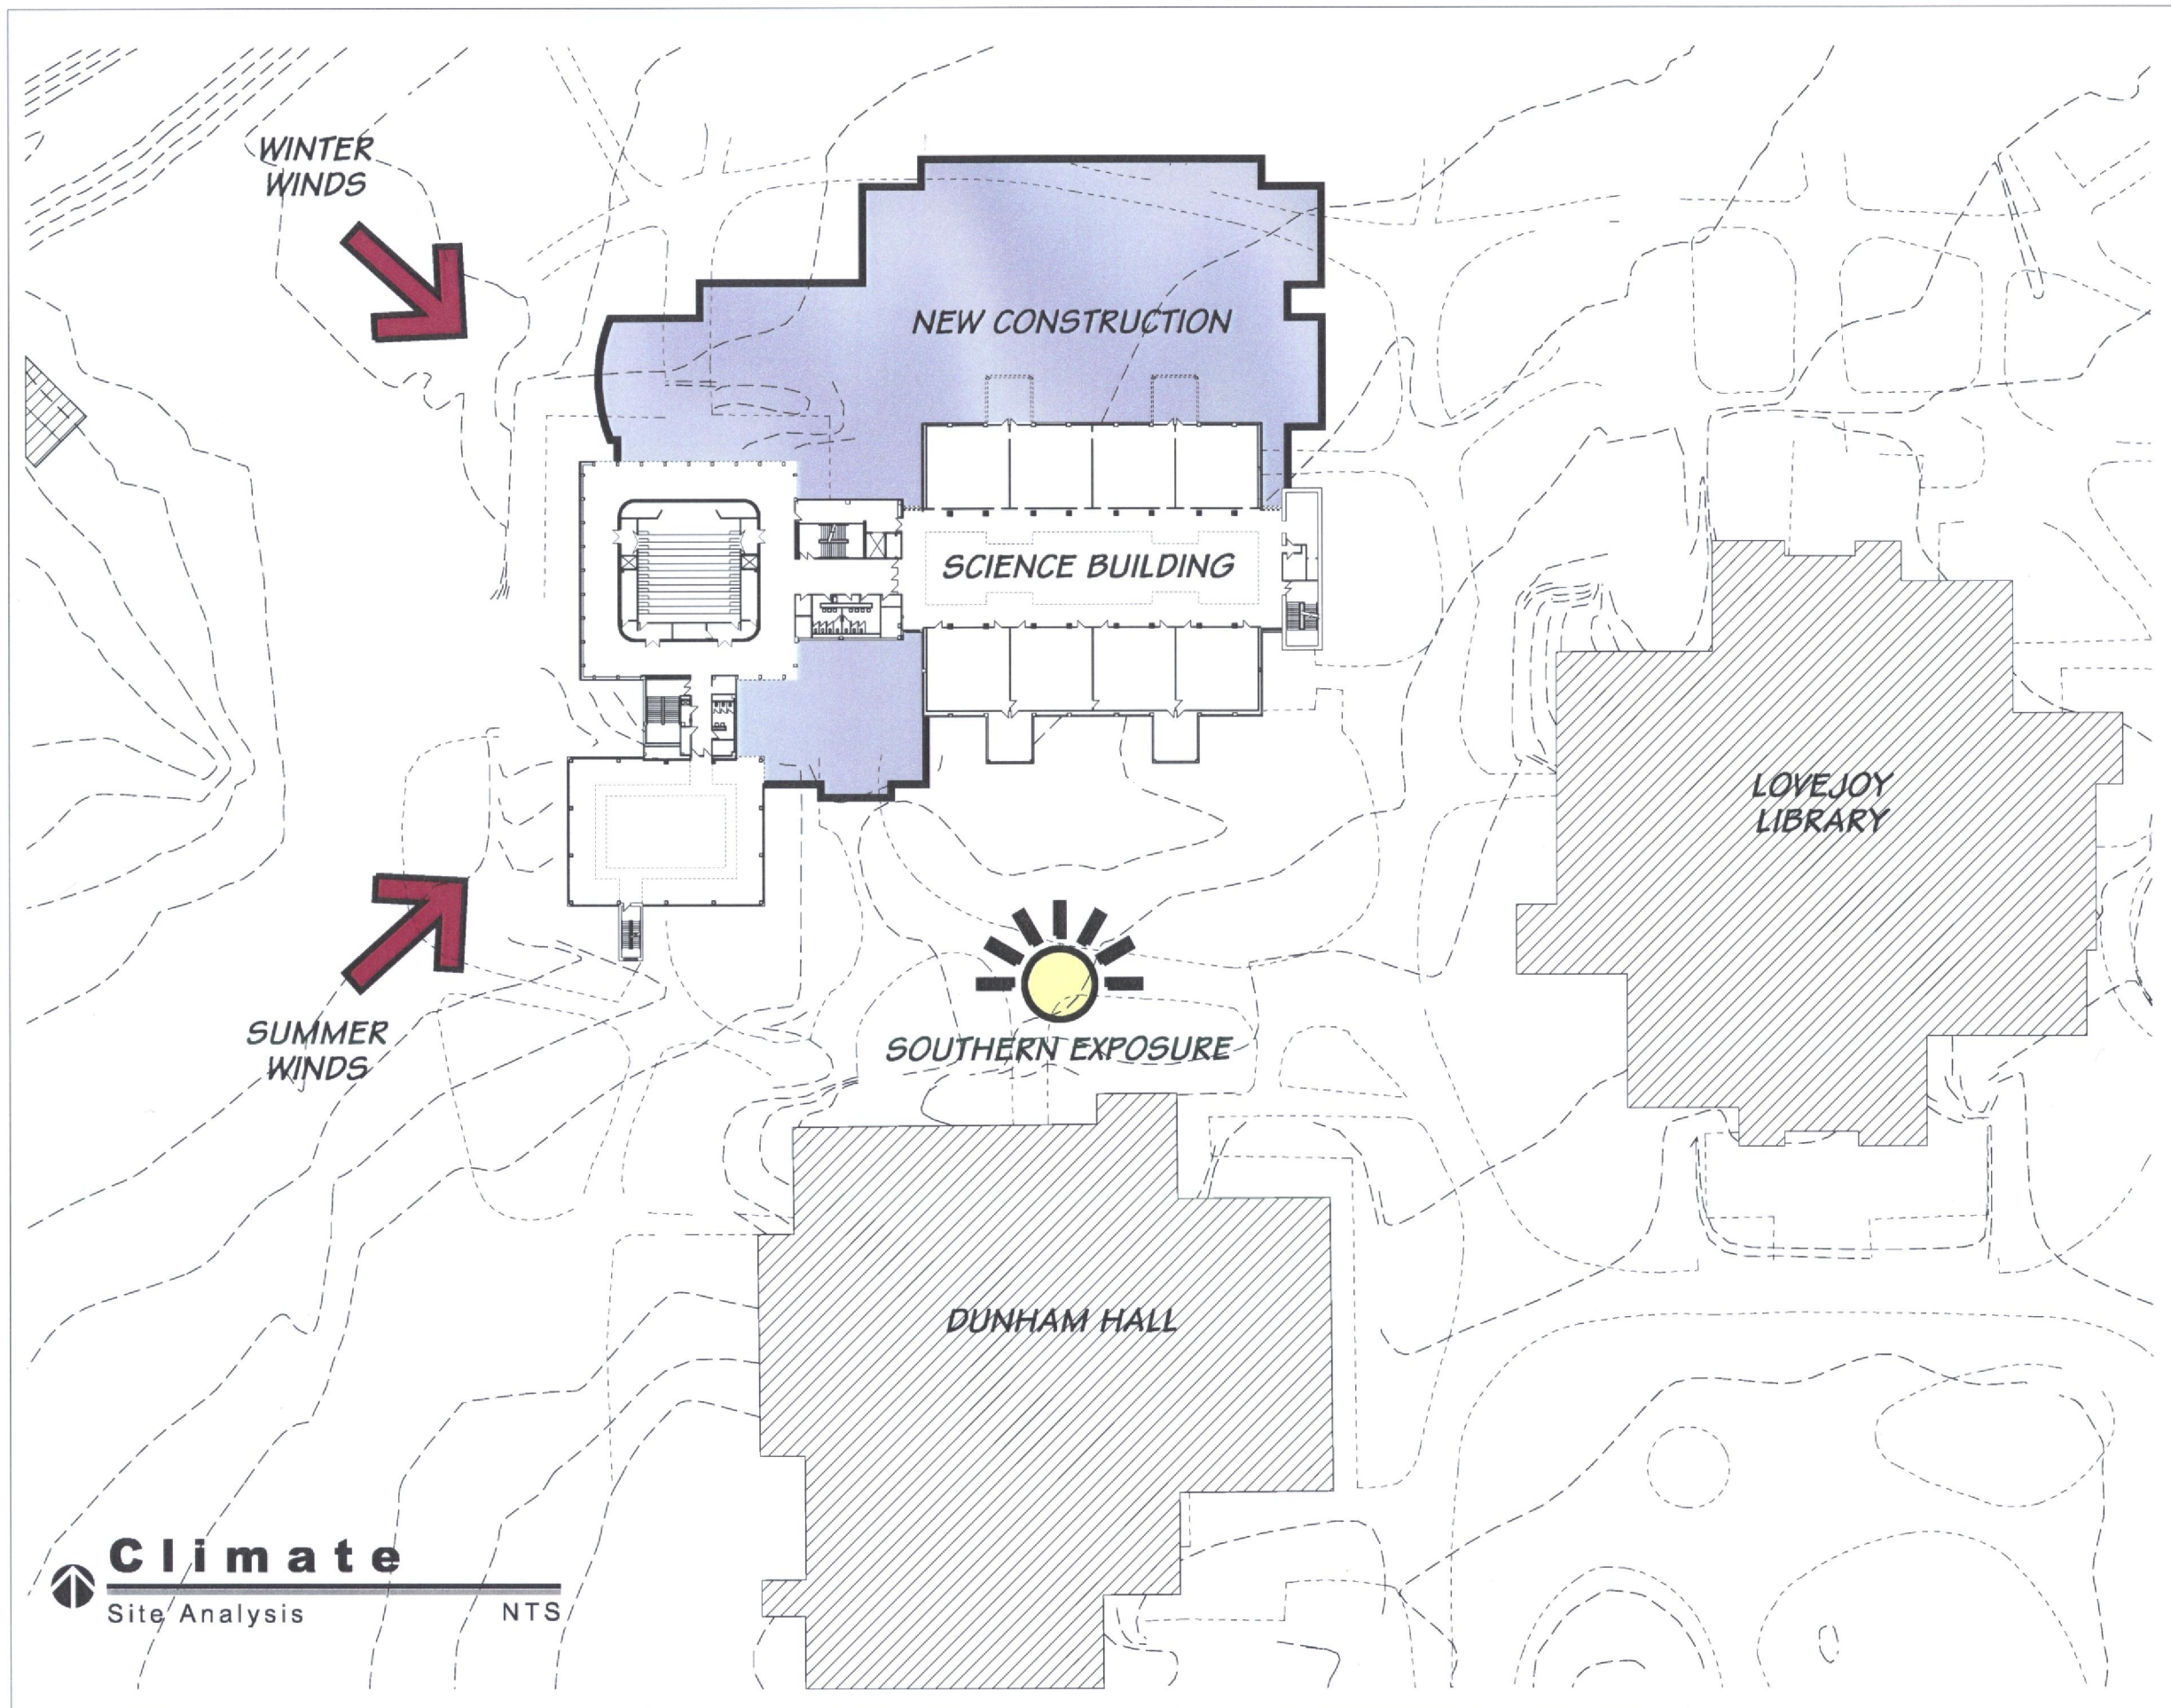 WINTER
WINDS
NEW CONSTRUCTION
SCIENCE BUILDING
LOVEJOY
LIBRARY
SUMMER
WINDS
SOUTHERN EXPOSURE
DUNHAM HALL
Climate
Site Analysis NTS